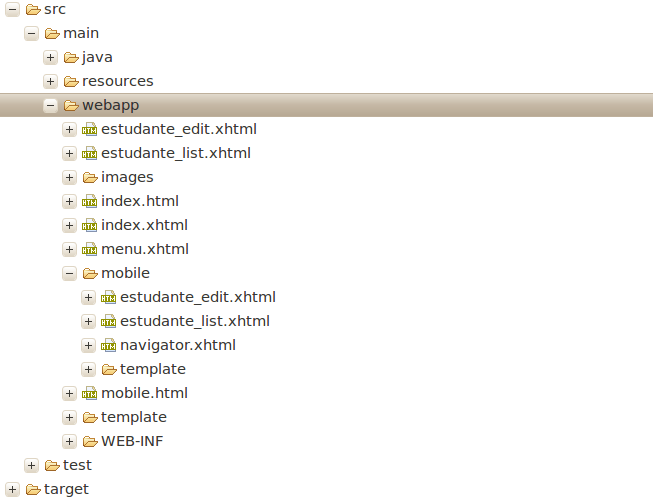 src
main
java
resources
webapp
estudante_edit.xhtml
estudante_list.xhtml
images
index.html
index.xhtml
menu.xhtml
mobile
estudante_edit.xhtml
estudante_list.xhtml
navigator.xhtml
template
mobile.html
template
WEB-INF
test
target